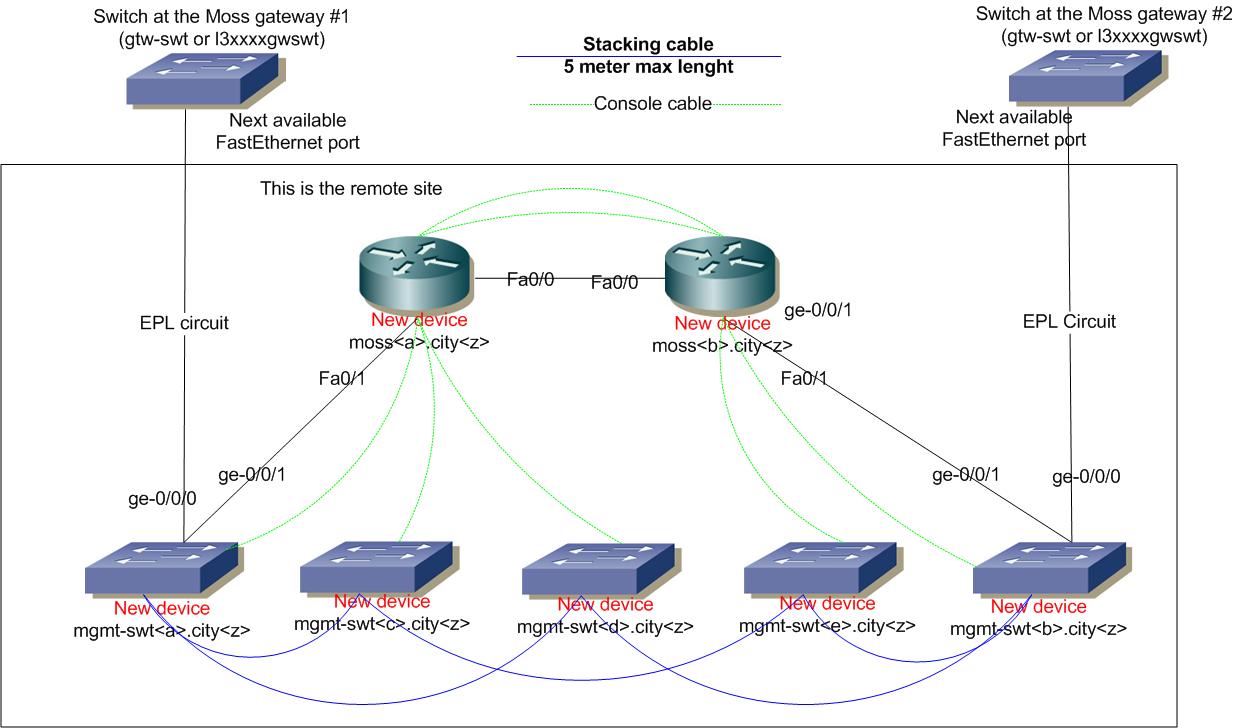 Switch at the Moss gateway #1
(gtw-swt or l3xxxxgwswt)
Switch at the Moss gateway #2
(gtw-swt or l3xxxxgwswt)
Stacking cable
5 meter max lenght
Console cable
Next available
FastEthernet port
Next available
FastEthernet port
This is the remote site
Fa0/0
Fa0/0
ge-0/0/1
New device
moss<a>.city<z>
New device
moss<b>.city<z>
EPL circuit
EPL Circuit
Fa0/1
Fa0/1
ge-0/0/1
ge-0/0/0
ge-0/0/1
ge-0/0/0
New device
mgmt-swt<a>.city<z>
New device
mgmt-swt<c>.city<z>
New device
mgmt-swt<d>.city<z>
New device
mgmt-swt<e>.city<z>
New device
mgmt-swt<b>.city<z>